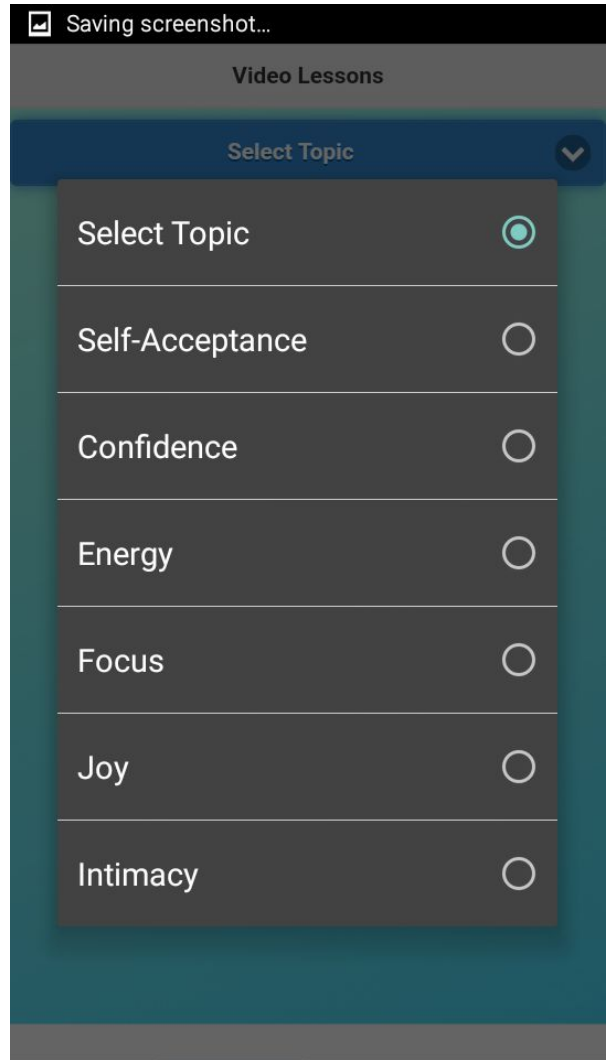 Saving screenshot...
Video Lessons
Select Topic
Select Topic
Self-Acceptance
Confidence
Energy
Focus
Joy
Intimacy